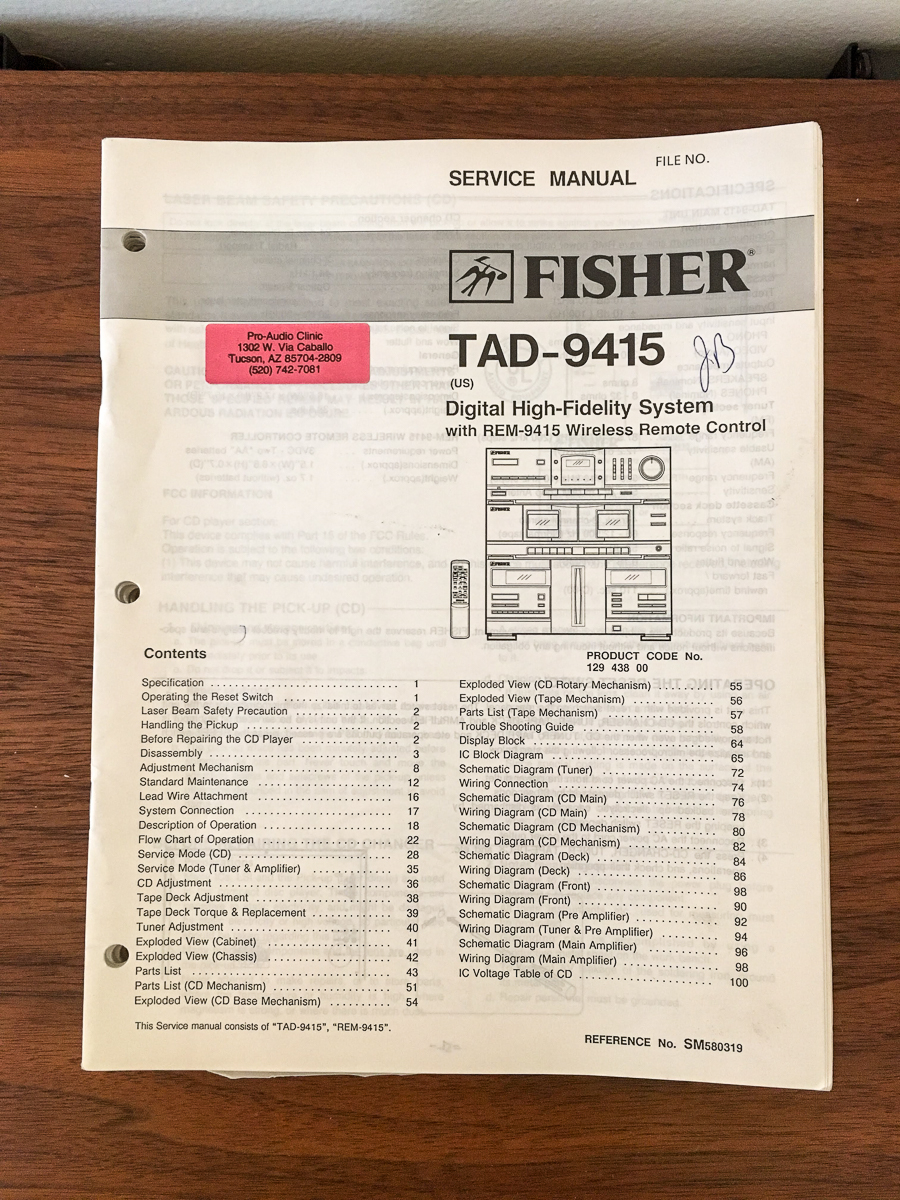 FILE NO.
SERVICE MANUAL
FISHER®
Pro-Audio Clinic
1302 W. Via Caballo
Tucson, AZ 85704-2809
(520) 742-7081
TAD-9415
JB
(US)
Digital High-Fidelity System
with REM-9415 Wireless Remote Control
PRODUCT CODE No.
129 438 00
Contents
Specification 1
Operating the Reset Switch 1
Laser Beam Safety Precaution 2
Handling the Pickup 2
Before Repairing the CD Player 2
Disassembly 3
Adjustment Mechanism 8
Standard Maintenance 12
Lead Wire Attachment 16
System Connection 17
Description of Operation 18
Flow Chart of Operation 22
Service Mode (CD) 28
Service Mode (Tuner & Amplifier) 35
CD Adjustment 36
Tape Deck Adjustment 38
Tape Deck Torque & Replacement 39
Tuner Adjustment 40
Exploded View (Cabinet) 41
Exploded View (Chassis) 42
Parts List 43
Parts List (CD Mechanism) 51
Exploded View (CD Base Mechanism) 54
Exploded View (CD Rotary Mechanism) 55
Exploded View (Tape Mechanism) 56
Parts List (Tape Mechanism) 57
Trouble Shooting Guide 58
Display Block 64
IC Block Diagram 65
Schematic Diagram (Tuner) 72
Wiring Connection 74
Schematic Diagram (CD Main) 76
Wiring Diagram (CD Main) 78
Schematic Diagram (CD Mechanism) 80
Wiring Diagram (CD Mechanism) 82
Schematic Diagram (Deck) 84
Wiring Diagram (Deck) 86
Schematic Diagram (Front) 98
Wiring Diagram (Front) 90
Schematic Diagram (Pre Amplifier) 92
Wiring Diagram (Tuner & Pre Amplifier) 94
Schematic Diagram (Main Amplifier) 96
Wiring Diagram (Main Amplifier) 98
IC Voltage Table of CD 100
This Service manual consists of "TAD-9415", "REM-9415".
REFERENCE No. SM580319